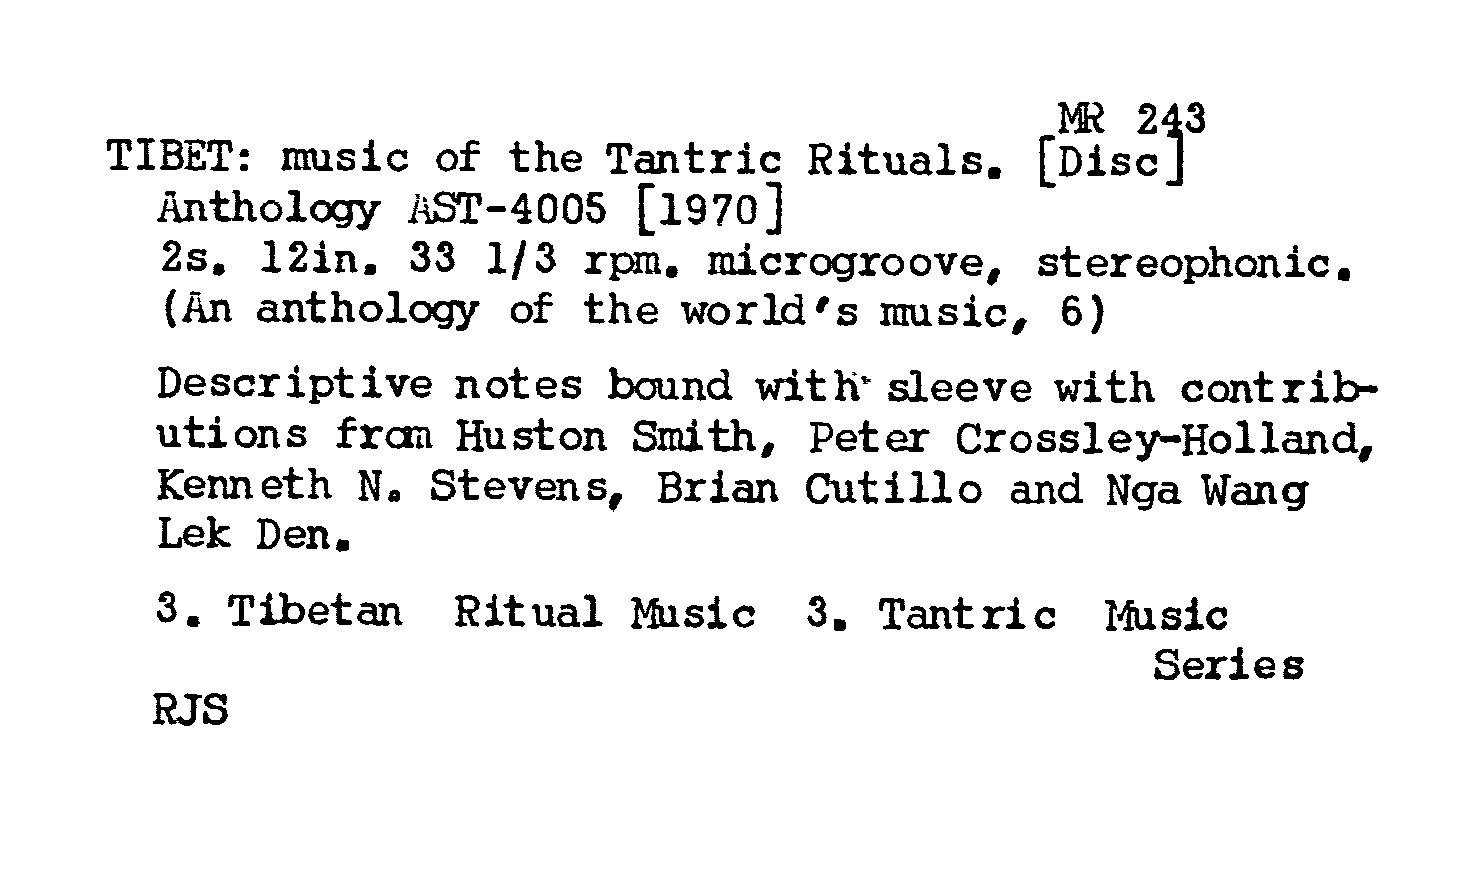 MR 243
TIBET: music of the Tantric Rituals. [Disc]
Anthology AST-4005 [1970]
2s. 12in. 33 1/3 rpm. microgroove, stereophonic.
(An anthology of the world's music, 6)
Descriptive notes bound with sleeve with contrib-
utions from Huston Smith, Peter Crossley-Holland,
Kenneth N. Stevens, Brian Cutillo and Nga Wang
Lek Den.
3. Tibetan Ritual Music 3. Tantric Music
Series
RJS